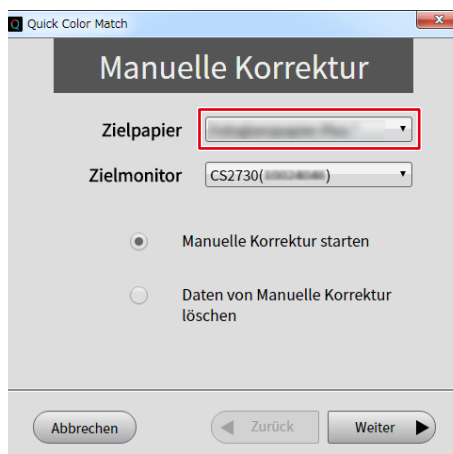 Quick Color Match
Manuelle Korrektur
Zielpapier
Zielmonitor CS2730( )
Manuelle Korrektur starten
Daten von Manuelle Korrektur
löschen
Abbrechen Zurück Weiter